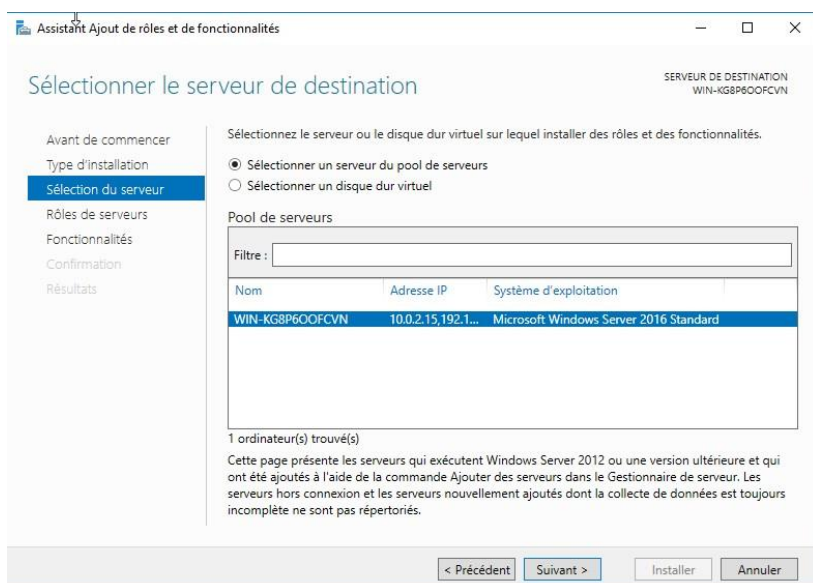 Assistant Ajout de rôles et de fonctionnalités
Sélectionner le serveur de destination
SERVEUR DE DESTINATION
WIN-KG8P6OOFCVN
Avant de commencer
Type d'installation
Sélection du serveur
Rôles de serveurs
Fonctionnalités
Confirmation
Résultats
Sélectionnez le serveur ou le disque dur virtuel sur lequel installer des rôles et des fonctionnalités.
Sélectionner un serveur du pool de serveurs
Sélectionner un disque dur virtuel
Pool de serveurs
Filtre :
Nom Adresse IP Système d'exploitation
WIN-KG8P6OOFCVN 10.0.2.15,192.1... Microsoft Windows Server 2016 Standard
1 ordinateur(s) trouvé(s)
Cette page présente les serveurs qui exécutent Windows Server 2012 ou une version ultérieure et qui
ont été ajoutés à l'aide de la commande Ajouter des serveurs dans le Gestionnaire de serveur. Les
serveurs hors connexion et les serveurs nouvellement ajoutés dont la collecte de données est toujours
incomplète ne sont pas répertoriés.
< Précédent Suivant > Installer Annuler